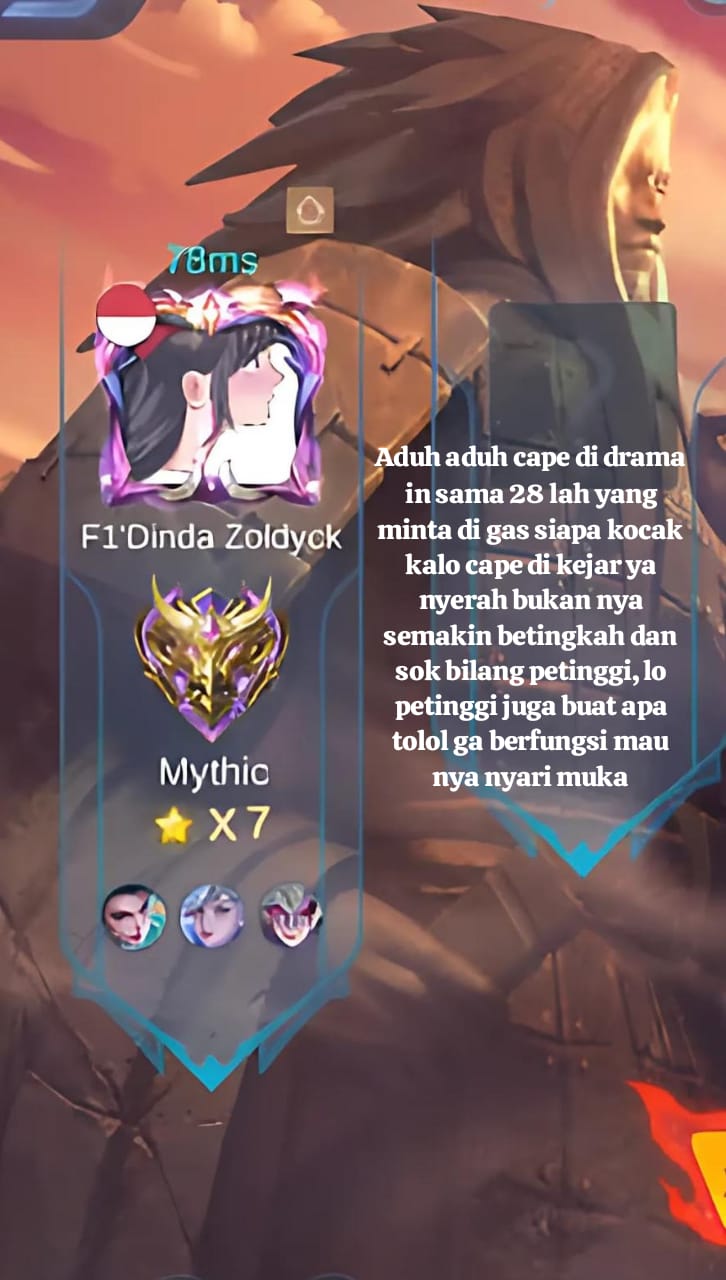 78ms
F1'Dinda Zoldyck
Mythic
X 7
Aduh aduh cape di drama
in sama 28 lah yang
minta di gas siapa kocak
kalo cape di kejar ya
nyerah bukan nya
semakin betingkah dan
sok bilang petinggi, lo
petinggi juga buat apa
tolol ga berfungsi mau
nya nyari muka